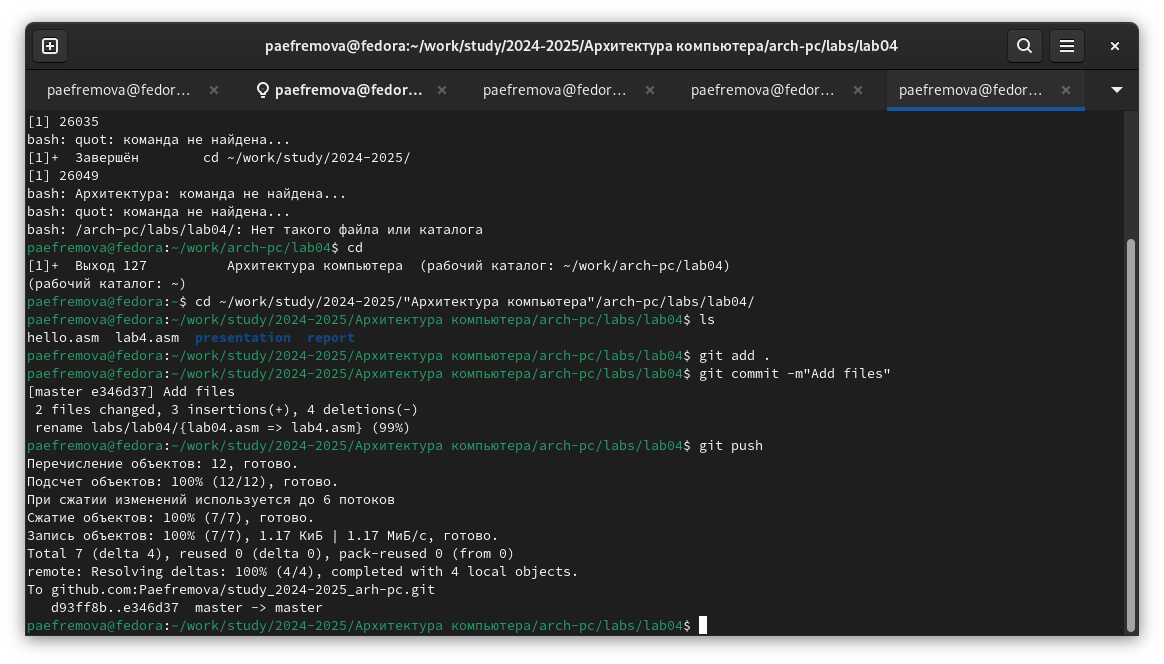 paefremova@fedora:~/work/study/2024-2025/Архитектура компьютера/arch-pc/labs/lab04
paefremova@fedor... paefremova@fedor... paefremova@fedor... paefremova@fedor... paefremova@fedor...
[1] 26035
bash: quot: команда не найдена...
[1]+  Завершён        cd ~/work/study/2024-2025/
[1] 26049
bash: Архитектура: команда не найдена...
bash: quot: команда не найдена...
bash: /arch-pc/labs/lab04/: Нет такого файла или каталога
paefremova@fedora:~/work/arch-pc/lab04$ cd
[1]+  Выход 127          Архитектура компьютера  (рабочий каталог: ~/work/arch-pc/lab04)
(рабочий каталог: ~)
paefremova@fedora:~$ cd ~/work/study/2024-2025/"Архитектура компьютера"/arch-pc/labs/lab04/
paefremova@fedora:~/work/study/2024-2025/Архитектура компьютера/arch-pc/labs/lab04$ ls
hello.asm  lab4.asm  presentation  report
paefremova@fedora:~/work/study/2024-2025/Архитектура компьютера/arch-pc/labs/lab04$ git add .
paefremova@fedora:~/work/study/2024-2025/Архитектура компьютера/arch-pc/labs/lab04$ git commit -m"Add files"
[master e346d37] Add files
 2 files changed, 3 insertions(+), 4 deletions(-)
 rename labs/lab04/{lab04.asm => lab4.asm} (99%)
paefremova@fedora:~/work/study/2024-2025/Архитектура компьютера/arch-pc/labs/lab04$ git push
Перечисление объектов: 12, готово.
Подсчет объектов: 100% (12/12), готово.
При сжатии изменений используется до 6 потоков
Сжатие объектов: 100% (7/7), готово.
Запись объектов: 100% (7/7), 1.17 КиБ | 1.17 МиБ/с, готово.
Total 7 (delta 4), reused 0 (delta 0), pack-reused 0 (from 0)
remote: Resolving deltas: 100% (4/4), completed with 4 local objects.
To github.com:Paefremova/study_2024-2025_arh-pc.git
   d93ff8b..e346d37  master -> master
paefremova@fedora:~/work/study/2024-2025/Архитектура компьютера/arch-pc/labs/lab04$